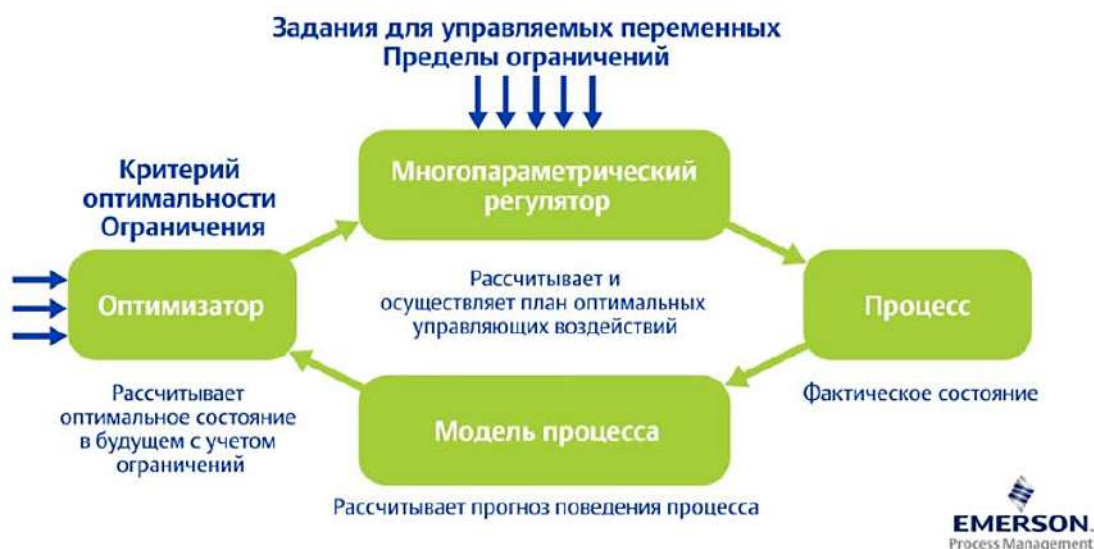 Задания для управляемых переменных
Пределы ограничений
Критерий
оптимальности
Ограничения
Многопараметрический
регулятор
Оптимизатор
Рассчитывает и
осуществляет план оптимальных
управляющих воздействий
Процесс
Рассчитывает
оптимальное состояние
в будущем с учетом
ограничений
Модель процесса
Фактическое состояние
Рассчитывает прогноз поведения процесса
EMERSON.
Process Management